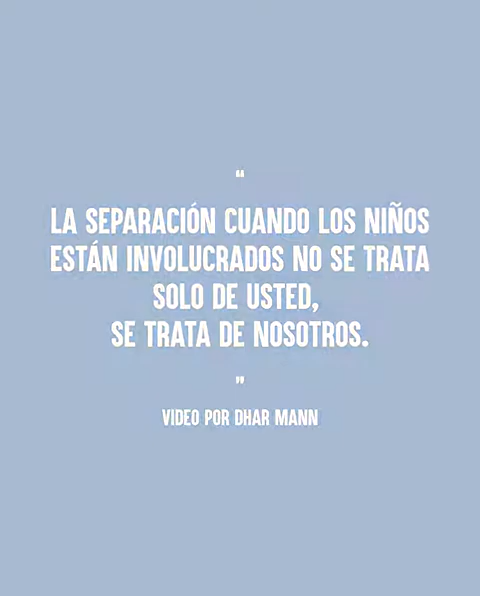 “
LA SEPARACIÓN CUANDO LOS NIÑOS
ESTÁN INVOLUCRADOS NO SE TRATA
SOLO DE USTED,
SE TRATA DE NOSOTROS.
”
VIDEO POR DHAR MANN